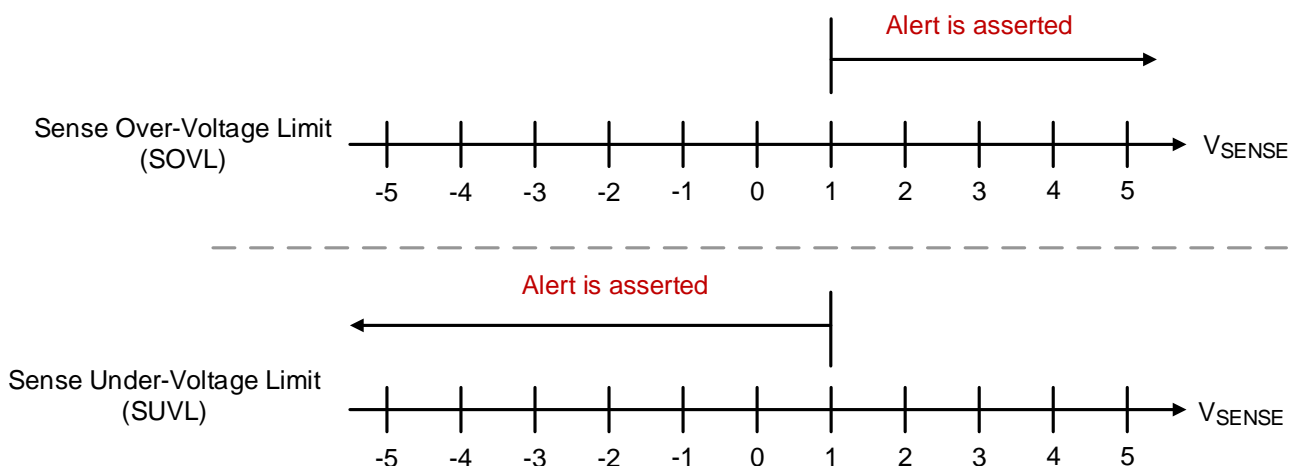 Alert is asserted
Sense Over-Voltage Limit
(SOVL)
VSENSE
-5 -4 -3 -2 -1 0 1 2 3 4 5
Alert is asserted
Sense Under-Voltage Limit
(SUVL)
VSENSE
-5 -4 -3 -2 -1 0 1 2 3 4 5